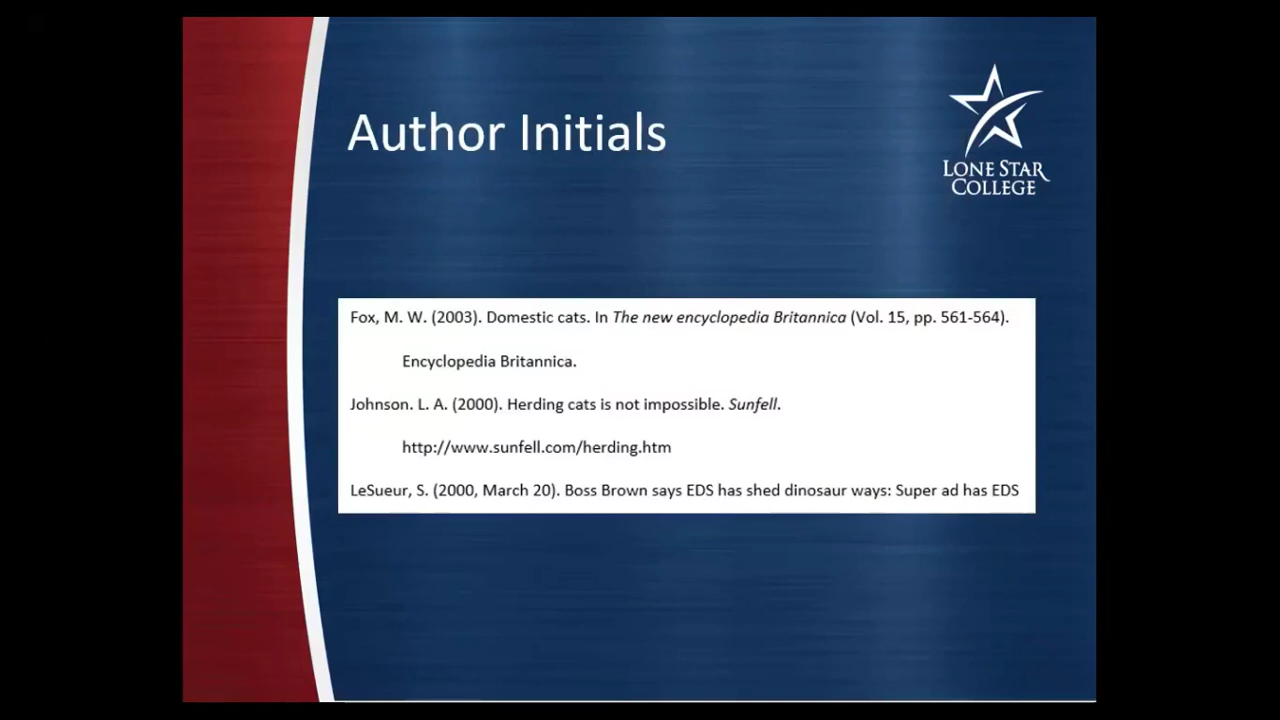 Author Initials
LONE STAR
COLLEGE
Fox, M. W. (2003). Domestic cats. In The new encyclopedia Britannica (Vol. 15, pp. 561-564).
Encyclopedia Britannica.
Johnson. L. A. (2000). Herding cats is not impossible. Sunfell.
http://www.sunfell.com/herding.htm
LeSueur, S. (2000, March 20). Boss Brown says EDS has shed dinosaur ways: Super ad has EDS